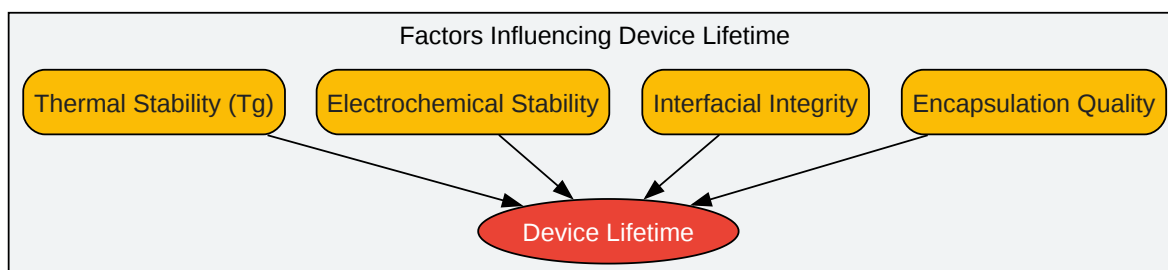 Factors Influencing Device Lifetime
Thermal Stability (Tg)
Electrochemical Stability
Interfacial Integrity
Encapsulation Quality
Device Lifetime